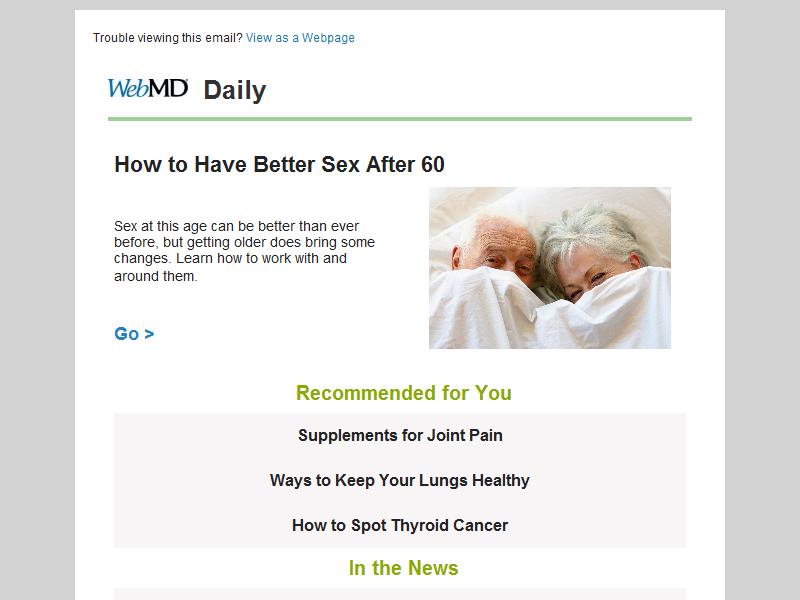 Trouble viewing this email? View as a Webpage
WebMD Daily
How to Have Better Sex After 60
Sex at this age can be better than ever
before, but getting older does bring some
changes. Learn how to work with and
around them.
Go >
Recommended for You
Supplements for Joint Pain
Ways to Keep Your Lungs Healthy
How to Spot Thyroid Cancer
In the News